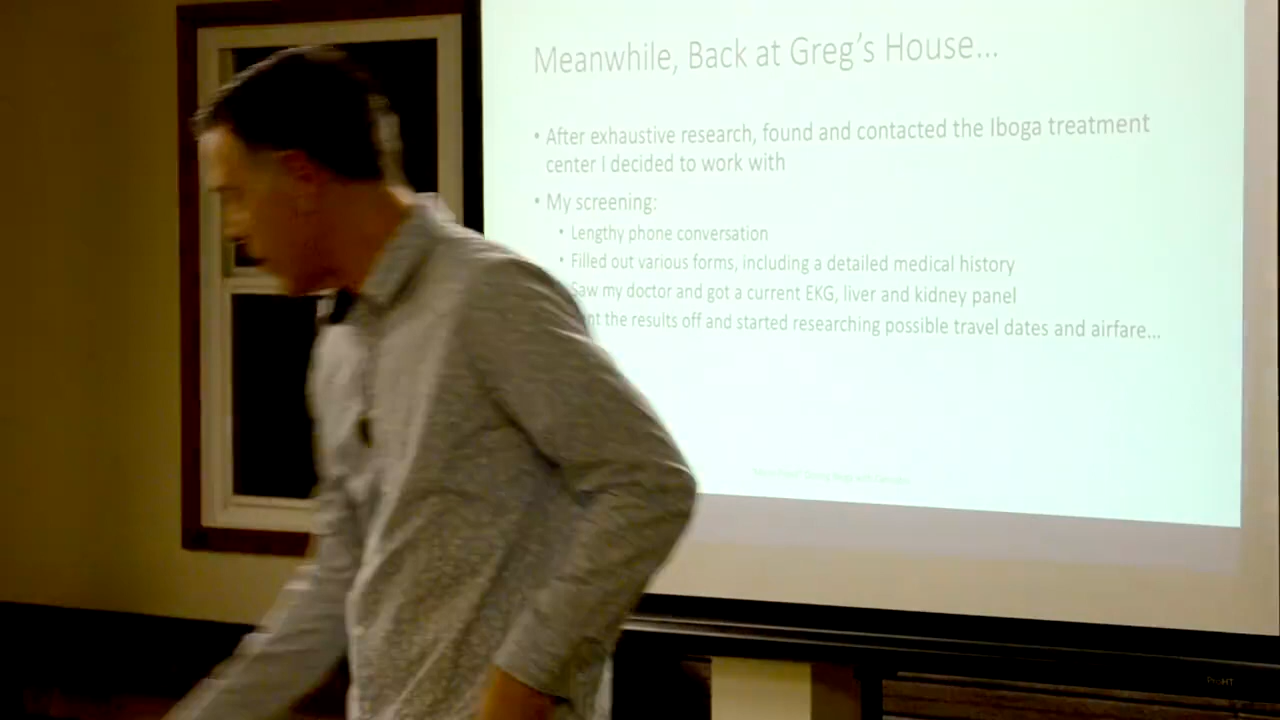 Meanwhile, Back at Greg's House...
• After exhaustive research, found and contacted the Iboga treatment
center I decided to work with
• My screening:
• Lengthy phone conversation
• Filled out various forms, including a detailed medical history
Saw my doctor and got a current EKG, liver and kidney panel
the results off and started researching possible travel dates and airfare...